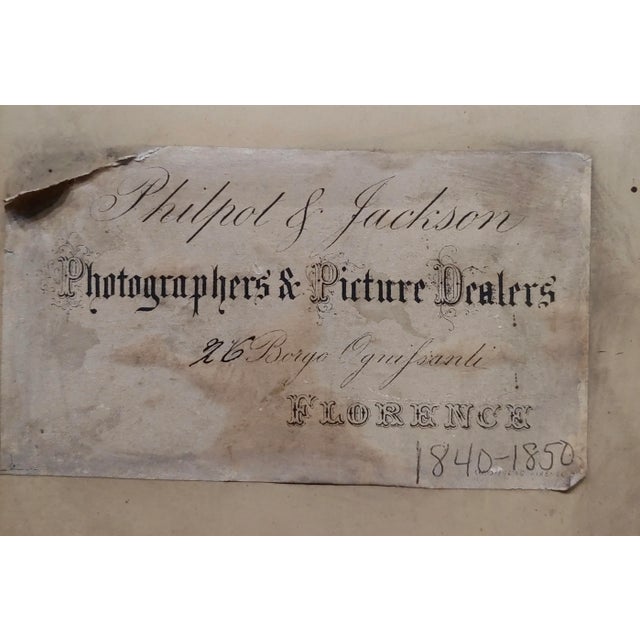 Philpot & Jackson
Photographers & Picture Dealers
26 Borgo Ognissanti
FLORENCE
1840-1850